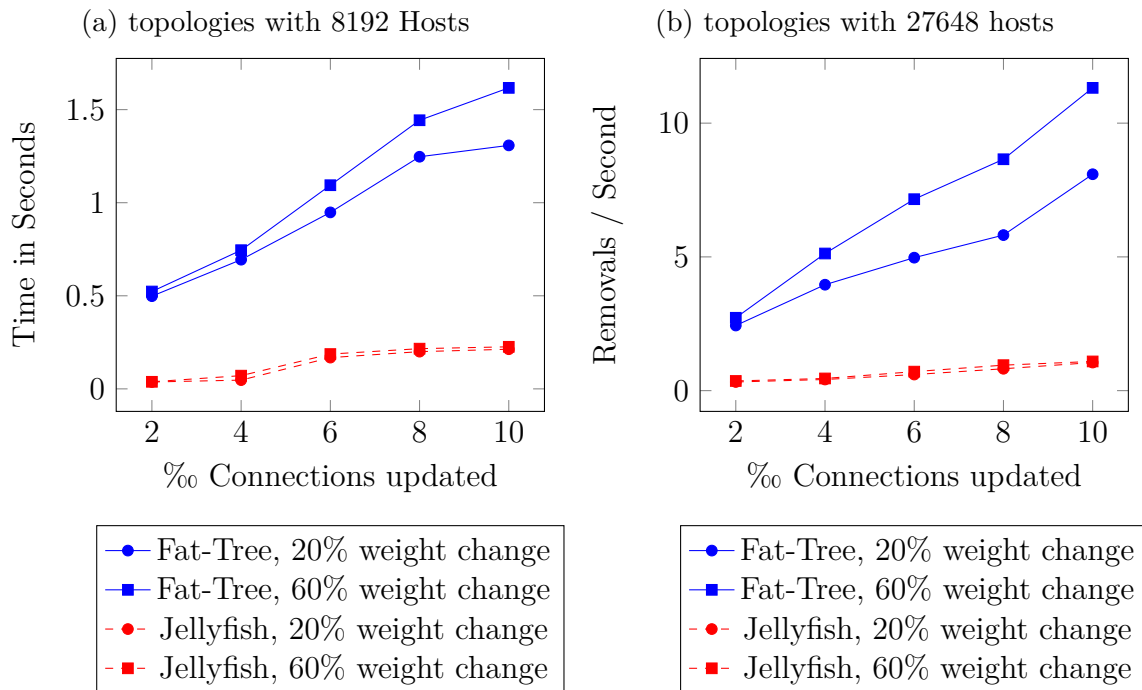 (a) topologies with 8192 Hosts
Time in Seconds
1.5
1
0.5
0
2 4 6 8 10
‰ Connections updated
Fat-Tree, 20% weight change
Fat-Tree, 60% weight change
Jellyfish, 20% weight change
Jellyfish, 60% weight change
(b) topologies with 27648 hosts
Removals / Second
10
5
0
2 4 6 8 10
‰ Connections updated
Fat-Tree, 20% weight change
Fat-Tree, 60% weight change
Jellyfish, 20% weight change
Jellyfish, 60% weight change